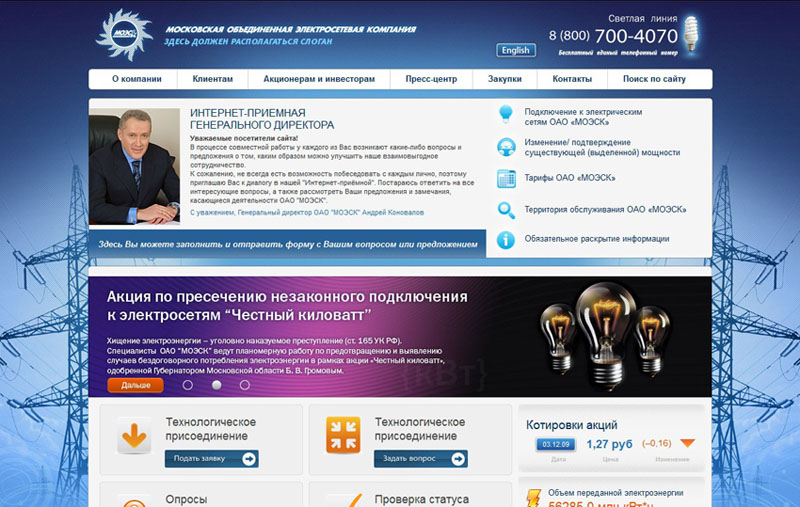 МОЭСК
МОСКОВСКАЯ ОБЪЕДИНЕННАЯ ЭЛЕКТРОСЕТЕВАЯ КОМПАНИЯ
ЗДЕСЬ ДОЛЖЕН РАСПОЛАГАТЬСЯ СЛОГАН
English
Светлая линия
8 (800) 700-4070
Бесплатный единый телефонный номер
О компании
Клиентам
Акционерам и инвесторам
Пресс-центр
Закупки
Контакты
Поиск по сайту
ИНТЕРНЕТ-ПРИЕМНАЯ
ГЕНЕРАЛЬНОГО ДИРЕКТОРА
Уважаемые посетители сайта!
В процессе совместной работы у каждого из Вас возникают какие-либо вопросы и
предложения о том, каким образом можно улучшить наше взаимовыгодное
сотрудничество.
К сожалению, не всегда есть возможность побеседовать с каждым лично, поэтому
приглашаю Вас к диалогу в нашей "Интернет-приёмной". Постараюсь ответить на все
интересующие вопросы, а также рассмотреть Ваши предложения и замечания,
касающиеся деятельности ОАО "МОЭСК".
С уважением, Генеральный директор ОАО "МОЭСК" Андрей Коновалов
Здесь Вы можете заполнить и отправить форму с Вашим вопросом или предложением
Подключение к электрическим
сетям ОАО «МОЭСК»
Изменение/ подтверждение
существующей (выделенной) мощности
Тарифы ОАО «МОЭСК»
Территория обслуживания ОАО «МОЭСК»
Обязательное раскрытие информации
Акция по пресечению незаконного подключения
к электросетям “Честный киловатт”
Хищение электроэнергии – уголовно наказуемое преступление (ст. 165 УК РФ).
Специалисты ОАО "МОЭСК" ведут планомерную работу по предотвращению и выявлению
случаев бездоговорного потребления электроэнергии в рамках акции «Честный киловатт»,
одобренной Губернатором Московской области Б. В. Громовым.
Дальше
{кВт}
Технологическое
присоединение
Подать заявку
Технологическое
присоединение
Задать вопрос
Котировки акций
03.12.09
1,27 руб
(–0,16)
Дата
Цена
Изменение
Опросы
Проверка статуса
Объем переданной электроэнергии
56285,0 млн кВт*ч